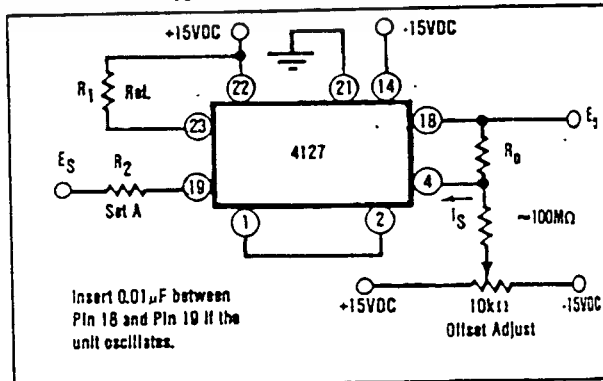 +15VDC
-15VDC
R1
Ref.
22
21
14
23
18
E3
4127
RO
ES
R2
19
4
IS
Set A
1
2
~100MΩ
Insert 0.01μF between
Pin 18 and Pin 19 if the
unit oscillates.
+15VDC
10kΩ
-15VDC
Offset Adjust